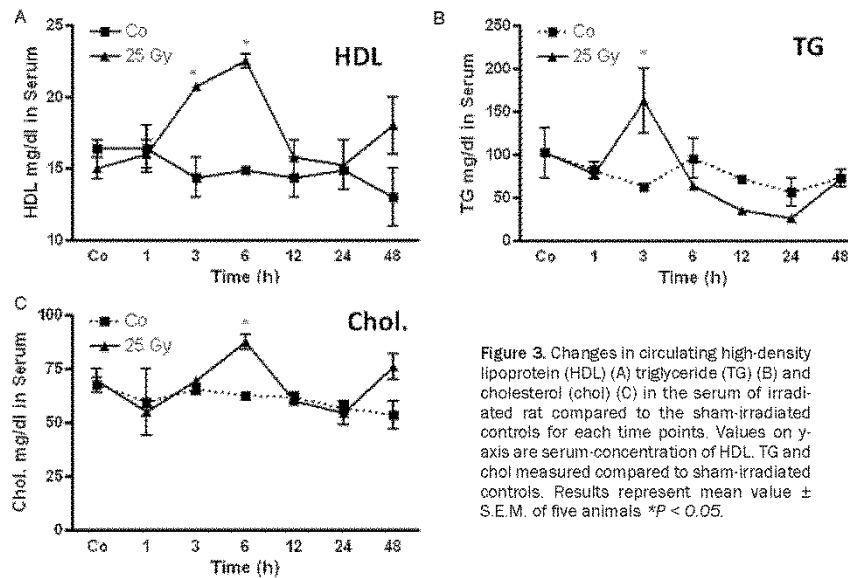 A
Co
25 Gy
HDL
HDL mg/dl in Serum
25
20
15
10
Co 1 3 6 12 24 48
Time (h)
*
*
B
Co
25 Gy
TG
TG mg/dl in Serum
250
200
150
100
50
0
Co 1 3 6 12 24 48
Time (h)
*
C
Co
25 Gy
Chol.
Chol. mg/dl in Serum
100
75
50
25
0
Co 1 3 6 12 24 48
Time (h)
*
Figure 3. Changes in circulating high-density
lipoprotein (HDL) (A) triglyceride (TG) (B) and
cholesterol (chol) (C) in the serum of irradi-
ated rat compared to the sham-irradiated
controls for each time points. Values on y-
axis are serum-concentration of HDL. TG and
chol measured compared to sham-irradiated
controls. Results represent mean value ±
S.E.M. of five animals *P < 0.05.